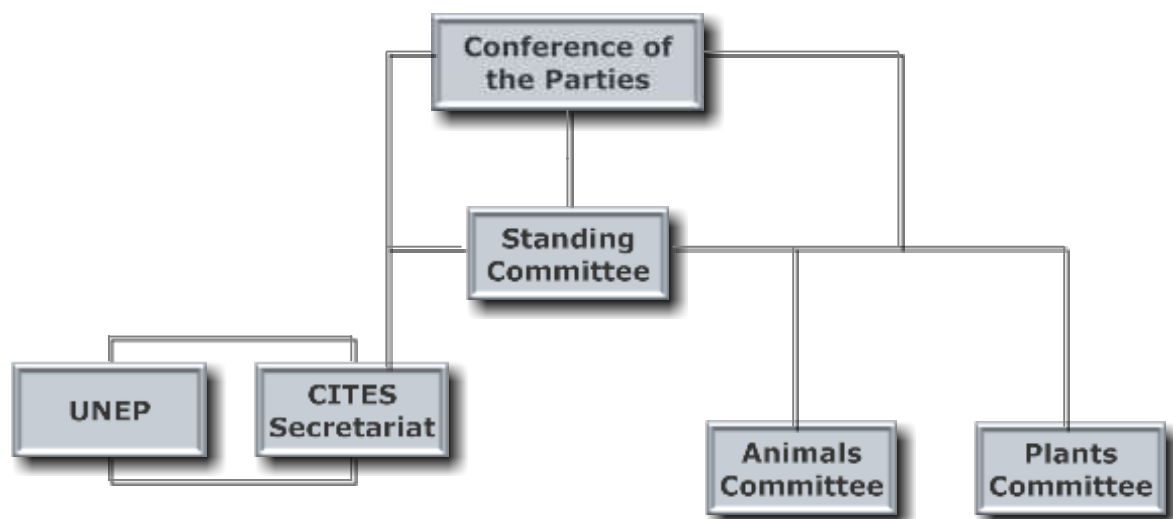 Conference of
the Parties
Standing
Committee
UNEP
CITES
Secretariat
Animals
Committee
Plants
Committee